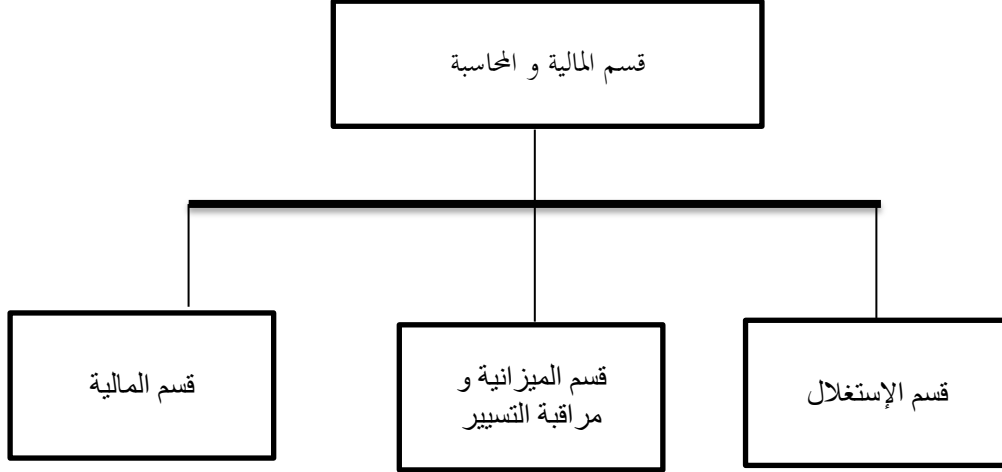 قسم المالية و المحاسبة
قسم الإستغلال
قسم الميزانية و
مراقبة التسيير
قسم المالية